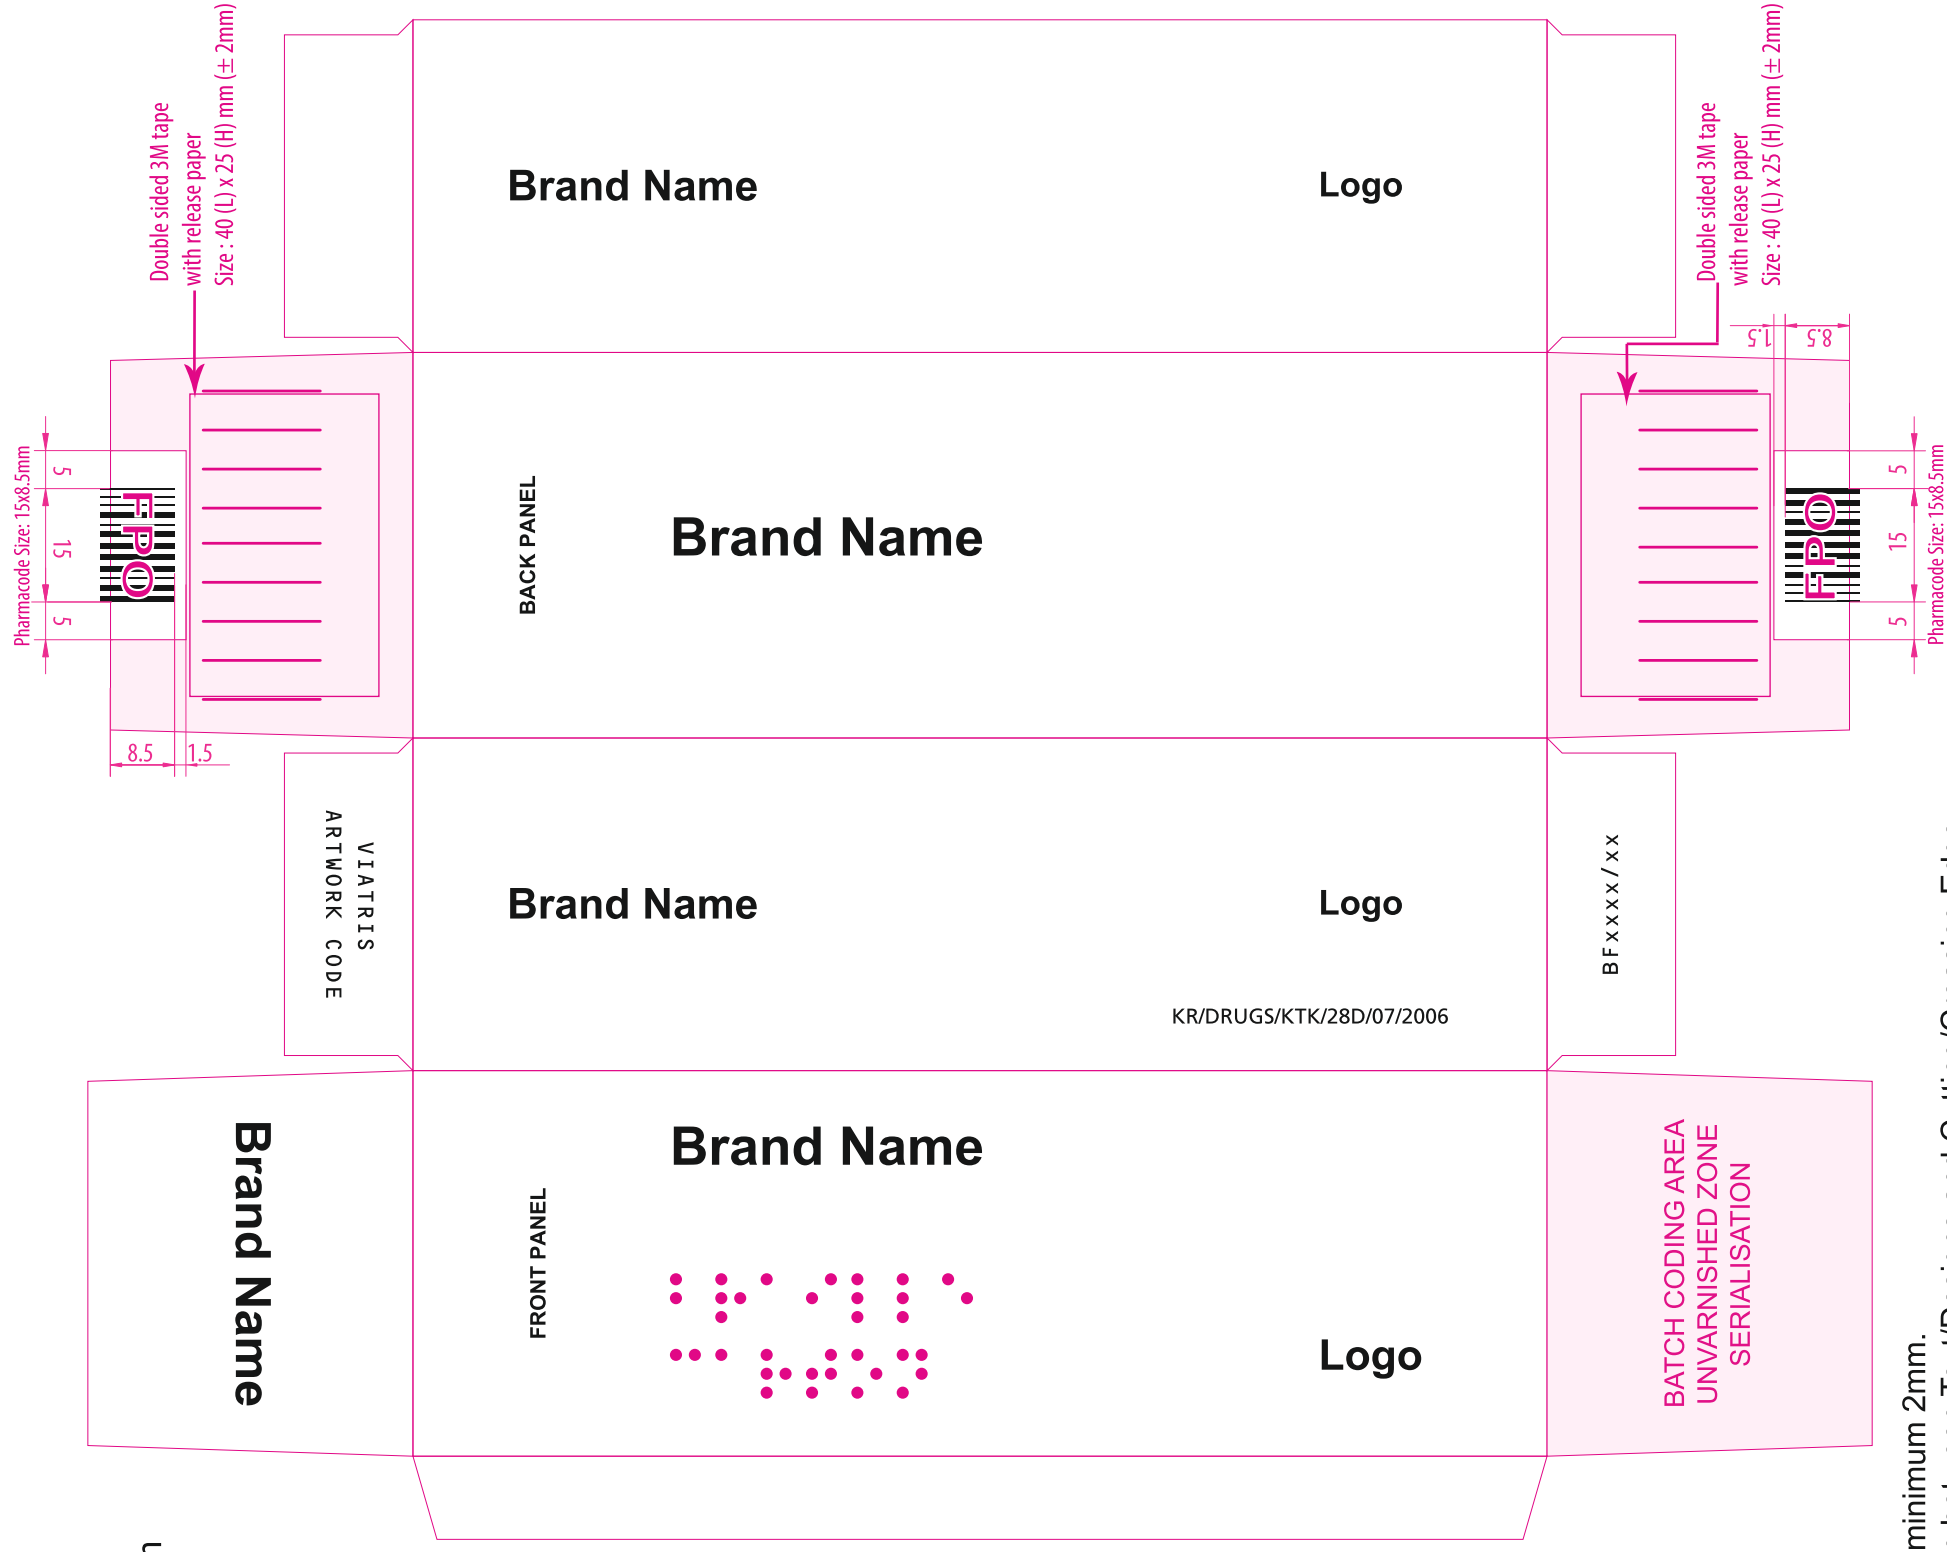 Double sided 3M tape
with release paper
Size : 40 (L) x 25 (H) mm (± 2mm)
Double sided 3M tape
with release paper
Size : 40 (L) x 25 (H) mm (± 2mm)
Brand Name
Logo
1.5
8.5
Pharmacode Size: 15x8.5mm
5
15
5
FPO
8.5
1.5
BACK PANEL
Brand Name
FPO
5
15
5
Pharmacode Size: 15x8.5mm
VIATRIS
ARTWORK CODE
Brand Name
Logo
KR/DRUGS/KTK/28D/07/2006
BFxxxx/xx
Brand Name
FRONT PANEL
Brand Name
Logo
BATCH CODING AREA
UNVARNISHED ZONE
SERIALISATION
minimum 2mm.